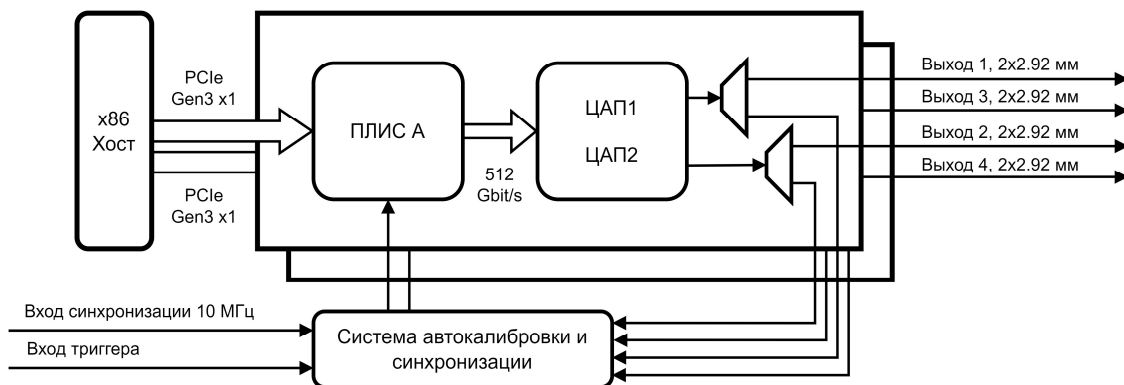 x86
Хост
PCIe
Gen3 x1
PCIe
Gen3 x1
ПЛИС А
512
Gbit/s
ЦАП1
ЦАП2
Выход 1, 2x2.92 мм
Выход 3, 2x2.92 мм
Выход 2, 2x2.92 мм
Выход 4, 2x2.92 мм
Вход синхронизации 10 МГц
Вход триггера
Система автокалибровки и
синхронизации